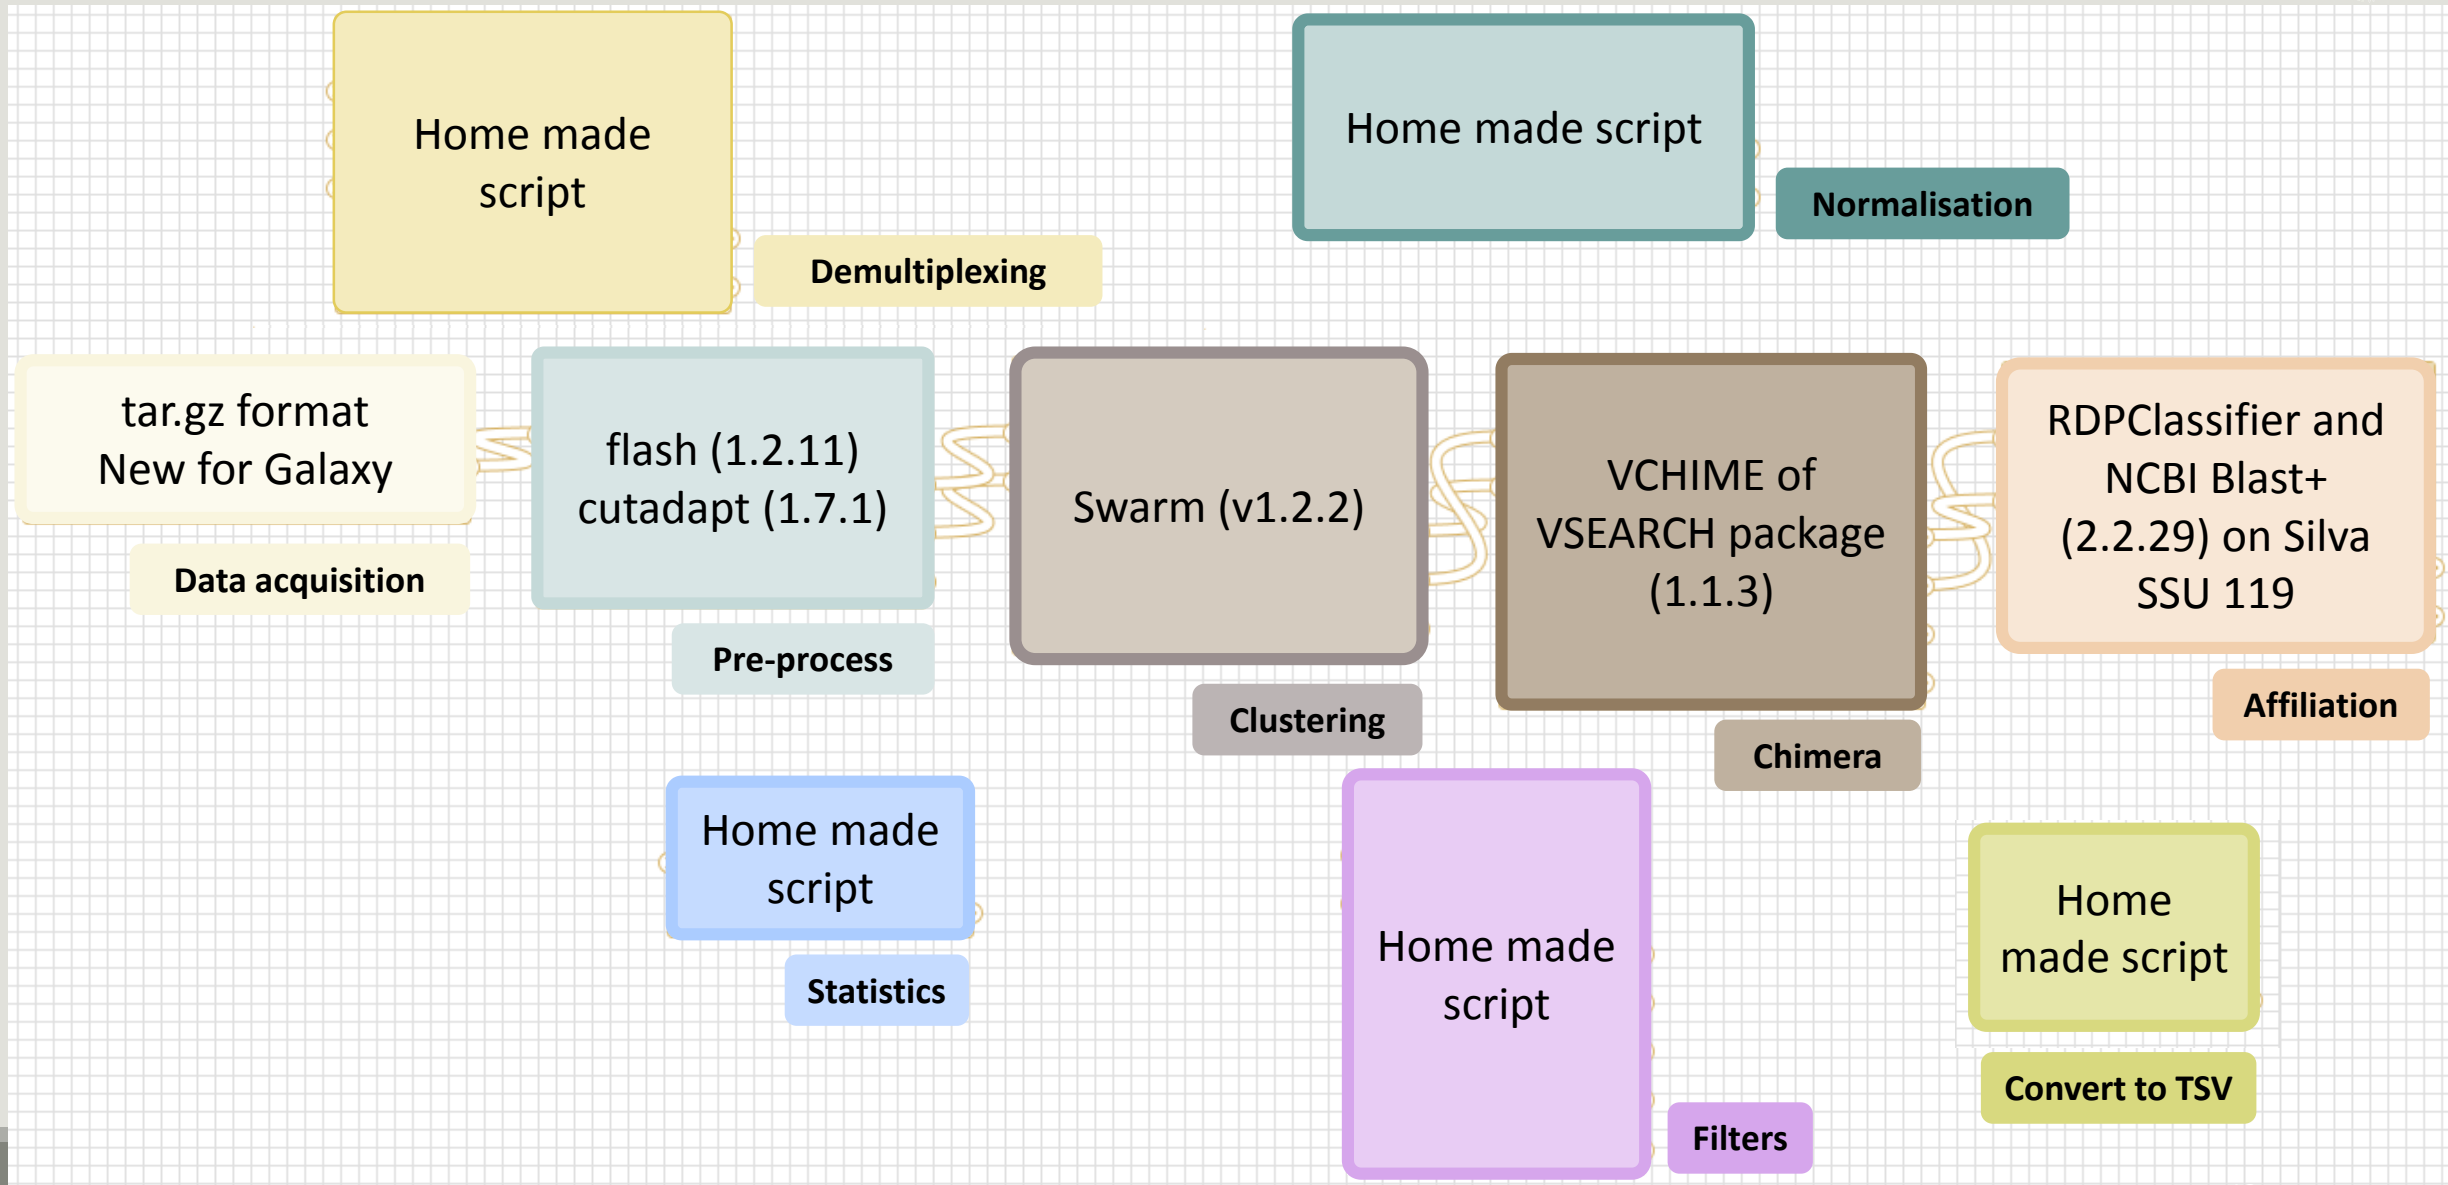 Home made
script
Demultiplexing
Home made script
Normalisation
tar.gz format
New for Galaxy
Data acquisition
flash (1.2.11)
cutadapt (1.7.1)
Pre-process
Swarm (v1.2.2)
Clustering
VCHIME of
VSEARCH package
(1.1.3)
Chimera
RDPClassifier and
NCBI Blast+
(2.2.29) on Silva
SSU 119
Affiliation
Home made
script
Statistics
Home made
script
Filters
Home
made script
Convert to TSV